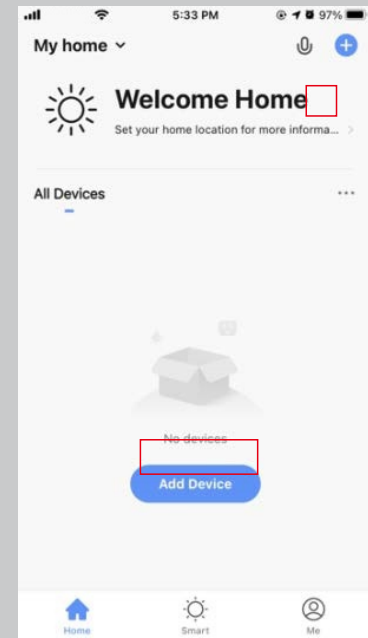 5:33 PM
97%
My home
Welcome Home
Set your home location for more informa...
All Devices
...
No devices
Add Device
Home
Smart
Me